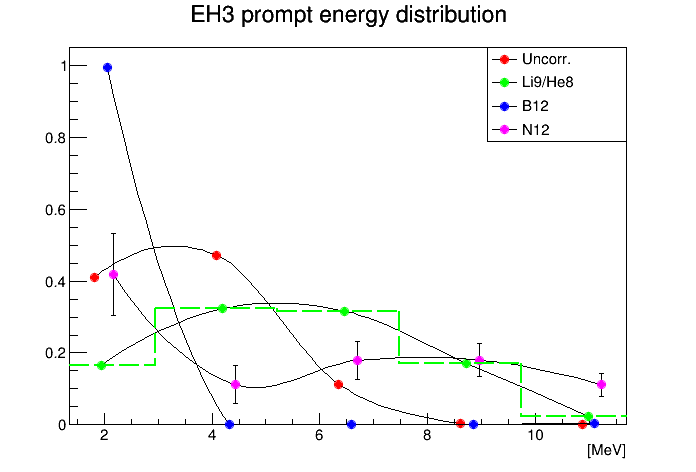 EH3 prompt energy distribution
1
0.8
0.6
0.4
0.2
0
Uncorr.
Li9/He8
B12
N12
2 4 6 8 10
[MeV]